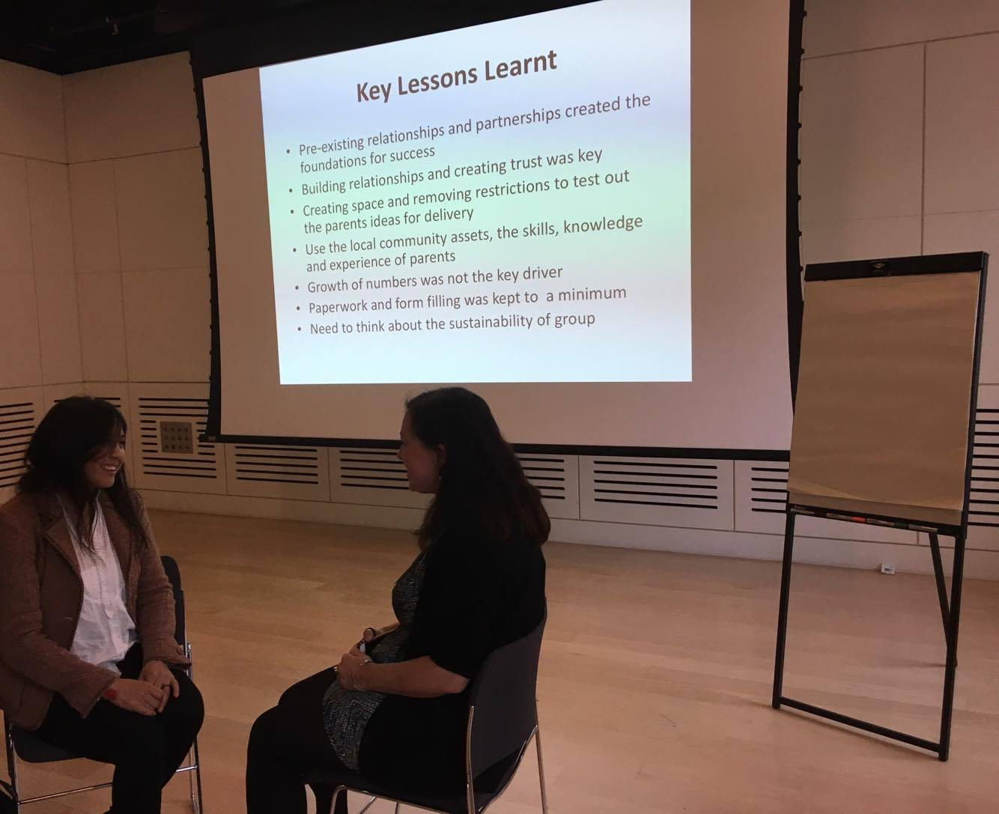 Key Lessons Learnt
• Pre-existing relationships and partnerships created the
foundations for success
• Building relationships and creating trust was key
• Creating space and removing restrictions to test out
the parents ideas for delivery
• Use the local community assets, the skills, knowledge
and experience of parents
• Growth of numbers was not the key driver
• Paperwork and form filling was kept to  a minimum
• Need to think about the sustainability of group